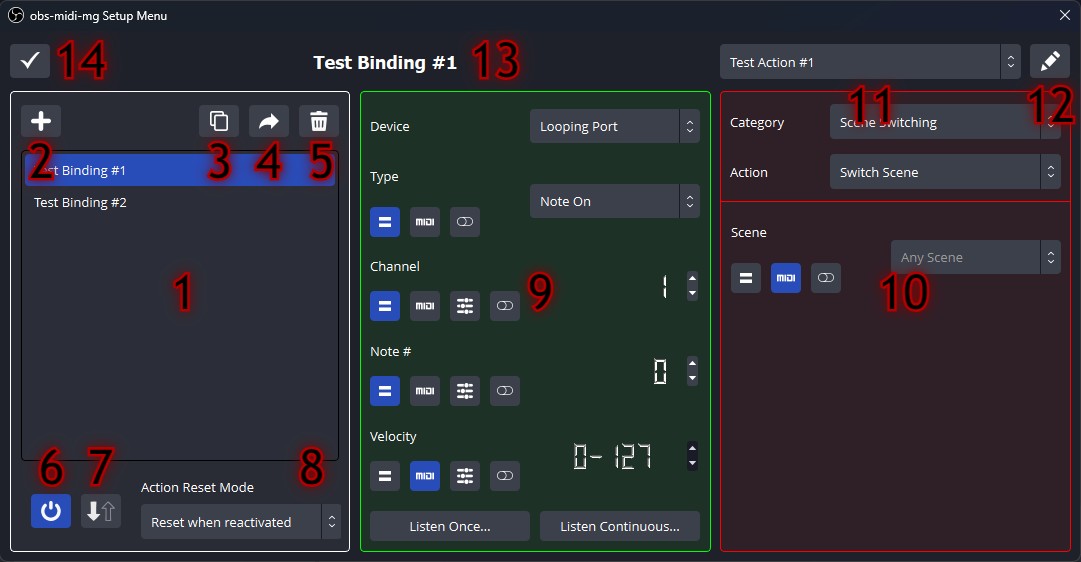 obs-midi-mg Setup Menu
14
Test Binding #1
13
Test Action #1
12
2
3
4
5
Test Binding #1
Test Binding #2
1
6
7
8
Action Reset Mode
Reset when reactivated
Device
Looping Port
Type
Note On
MIDI
Channel
1
MIDI
9
Note #
0
MIDI
Velocity
0-127
MIDI
Listen Once...
Listen Continuous...
11
Category
Scene Switching
Action
Switch Scene
Scene
Any Scene
MIDI
10